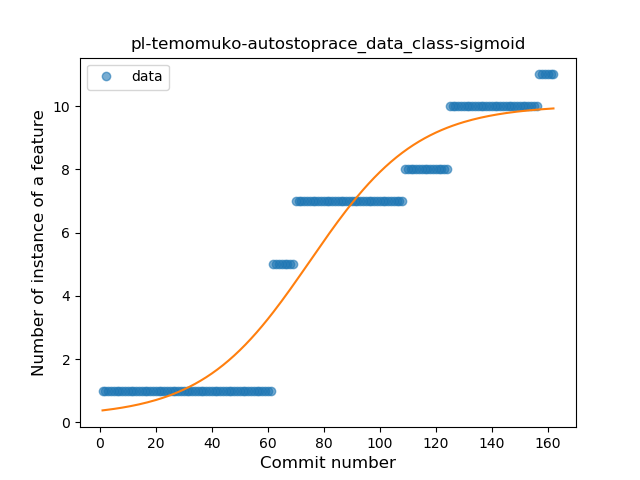 pl-temomuko-autostoprace_data_class-sigmoid
data
Number of instance of a feature
10
8
6
4
2
0
0 20 40 60 80 100 120 140 160
Commit number